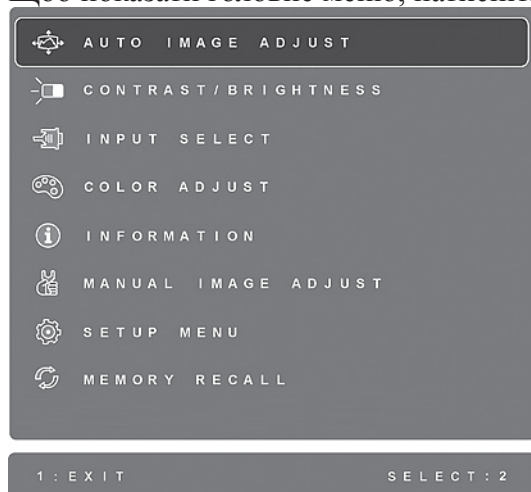 Щоб показати головне меню,
AUTO IMAGE ADJUST
CONTRAST/BRIGHTNESS
INPUT SELECT
COLOR ADJUST
INFORMATION
MANUAL IMAGE ADJUST
SETUP MENU
MEMORY RECALL
1:EXIT SELECT:2